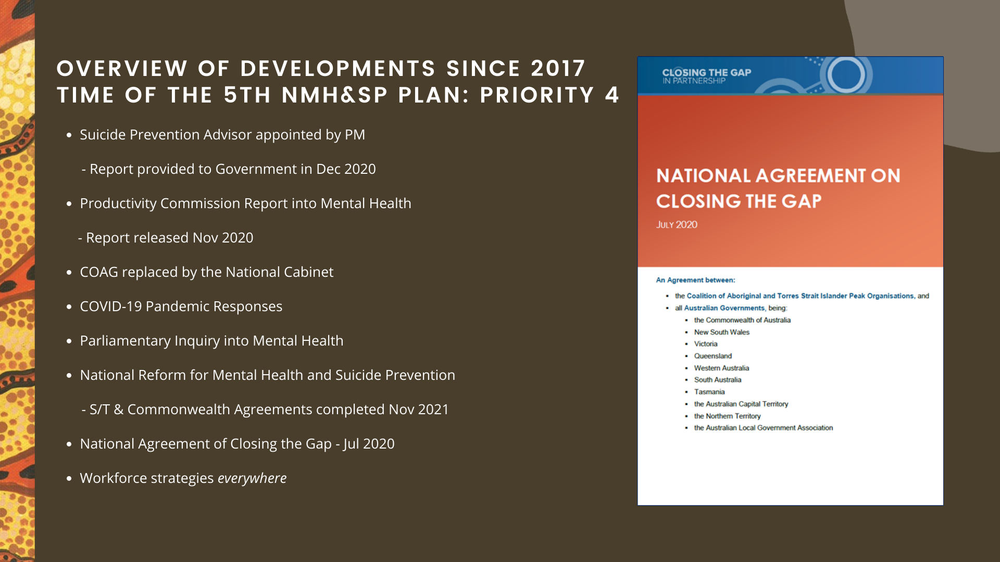 OVERVIEW OF DEVELOPMENTS SINCE 2017
TIME OF THE 5TH NMH&SP PLAN: PRIORITY 4
• Suicide Prevention Advisor appointed by PM
- Report provided to Government in Dec 2020
• Productivity Commission Report into Mental Health
- Report released Nov 2020
• COAG replaced by the National Cabinet
• COVID-19 Pandemic Responses
• Parliamentary Inquiry into Mental Health
• National Reform for Mental Health and Suicide Prevention
- S/T & Commonwealth Agreements completed Nov 2021
• National Agreement of Closing the Gap - Jul 2020
• Workforce strategies everywhere
CLOSING THE GAP
IN PARTNERSHIP
NATIONAL AGREEMENT ON
CLOSING THE GAP
JULY 2020
An Agreement between:
▪ the Coalition of Aboriginal and Torres Strait Islander Peak Organisations, and
▪ all Australian Governments, being:
▪ the Commonwealth of Australia
▪ New South Wales
▪ Victoria
▪ Queensland
▪ Western Australia
▪ South Australia
▪ Tasmania
▪ the Australian Capital Territory
▪ the Northern Territory
▪ the Australian Local Government Association